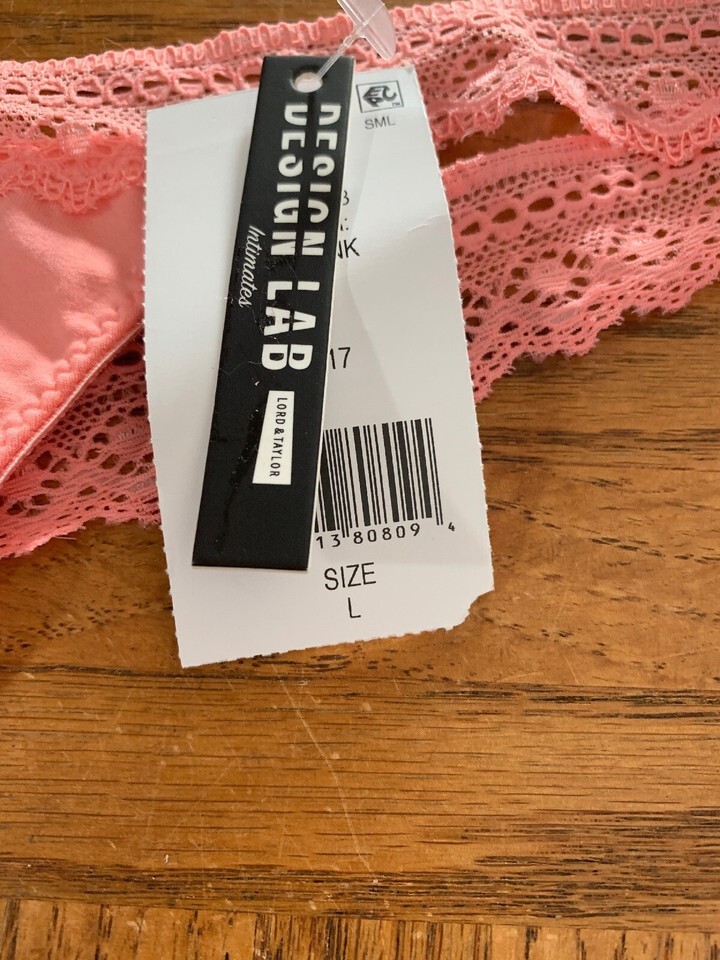 DESIGN LAB
Intimates
LORD & TAYLOR
SML
NK
17
13 80809 4
SIZE
L